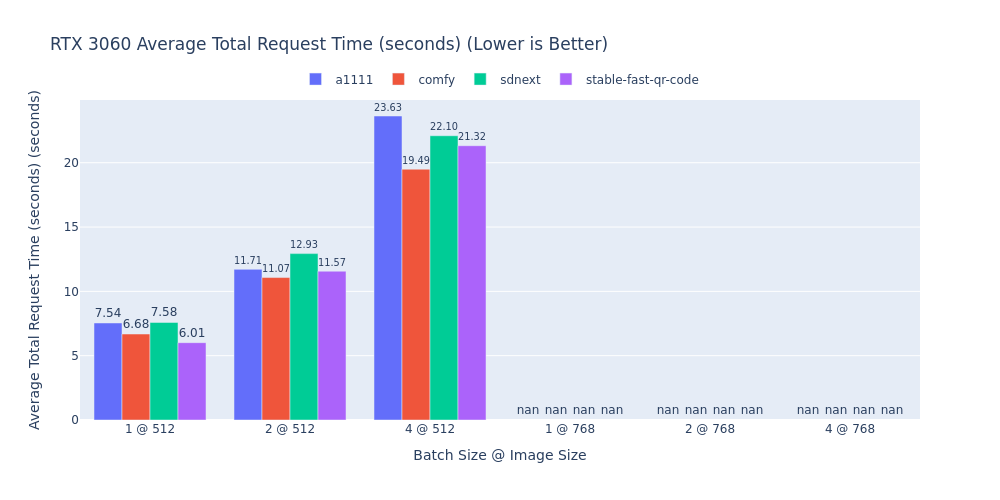 RTX 3060 Average Total Request Time (seconds) (Lower is Better)
a1111 comfy sdnext stable-fast-qr-code
Average Total Request Time (seconds) (seconds)
20
15
10
5
0
7.54 6.68 7.58 6.01
11.71 11.07 12.93 11.57
23.63 19.49 22.10 21.32
nan nan nan nan
nan nan nan nan
nan nan nan nan
1 @ 512 2 @ 512 4 @ 512 1 @ 768 2 @ 768 4 @ 768
Batch Size @ Image Size